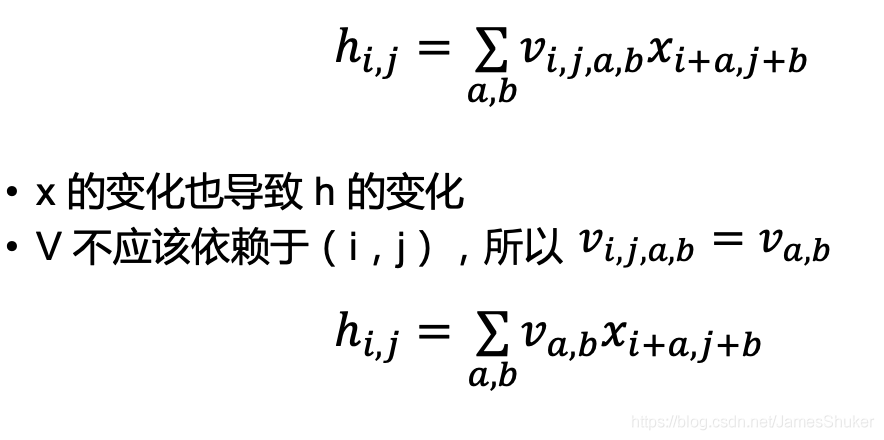 h_{i,j} = ∑_{a,b} v_{i,j,a,b} x_{i+a,j+b}
• x 的变化也导致 h 的变化
• V 不应该依赖于（i，j），所以 v_{i,j,a,b} = v_{a,b}
h_{i,j} = ∑_{a,b} v_{a,b} x_{i+a,j+b}
https://blog.csdn.net/JamesShuker